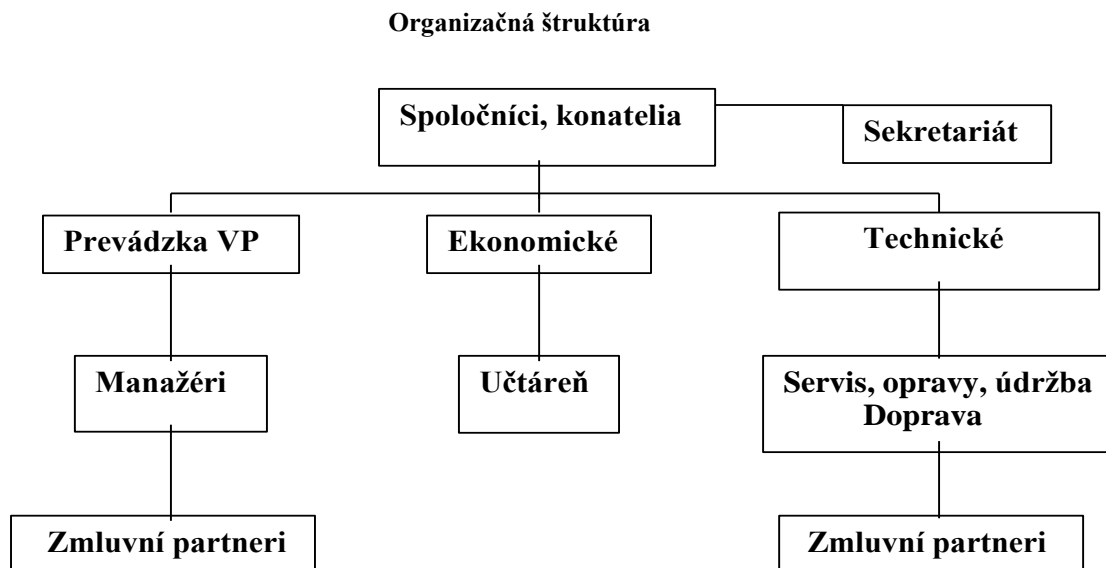 Organizačná štruktúra
Spoločníci, konatelia
Sekretariát
Prevádzka VP
Ekonomické
Technické
Manažéri
Učtáreň
Servis, opravy, údržba
Doprava
Zmluvní partneri
Zmluvní partneri